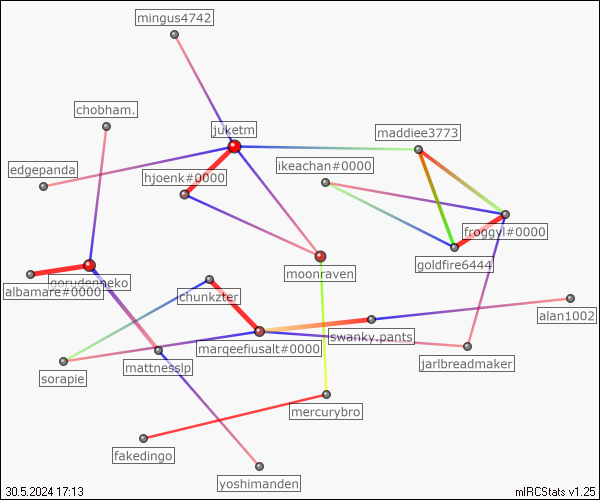 mingus4742
chobham.
juketm
maddiee3773
edgepanda
hjoenk#0000
ikeachan#0000
froggyl#0000
goldfire6444
moonraven
gorudenneko
albamare#0000
chunkzter
alan1002
swanky.pants
marqeefiusalt#0000
jarlbreadmaker
mattnesslp
sorapie
mercurybro
fakedingo
yoshimanden
30.5.2024 17:13
mIRCStats v1.25